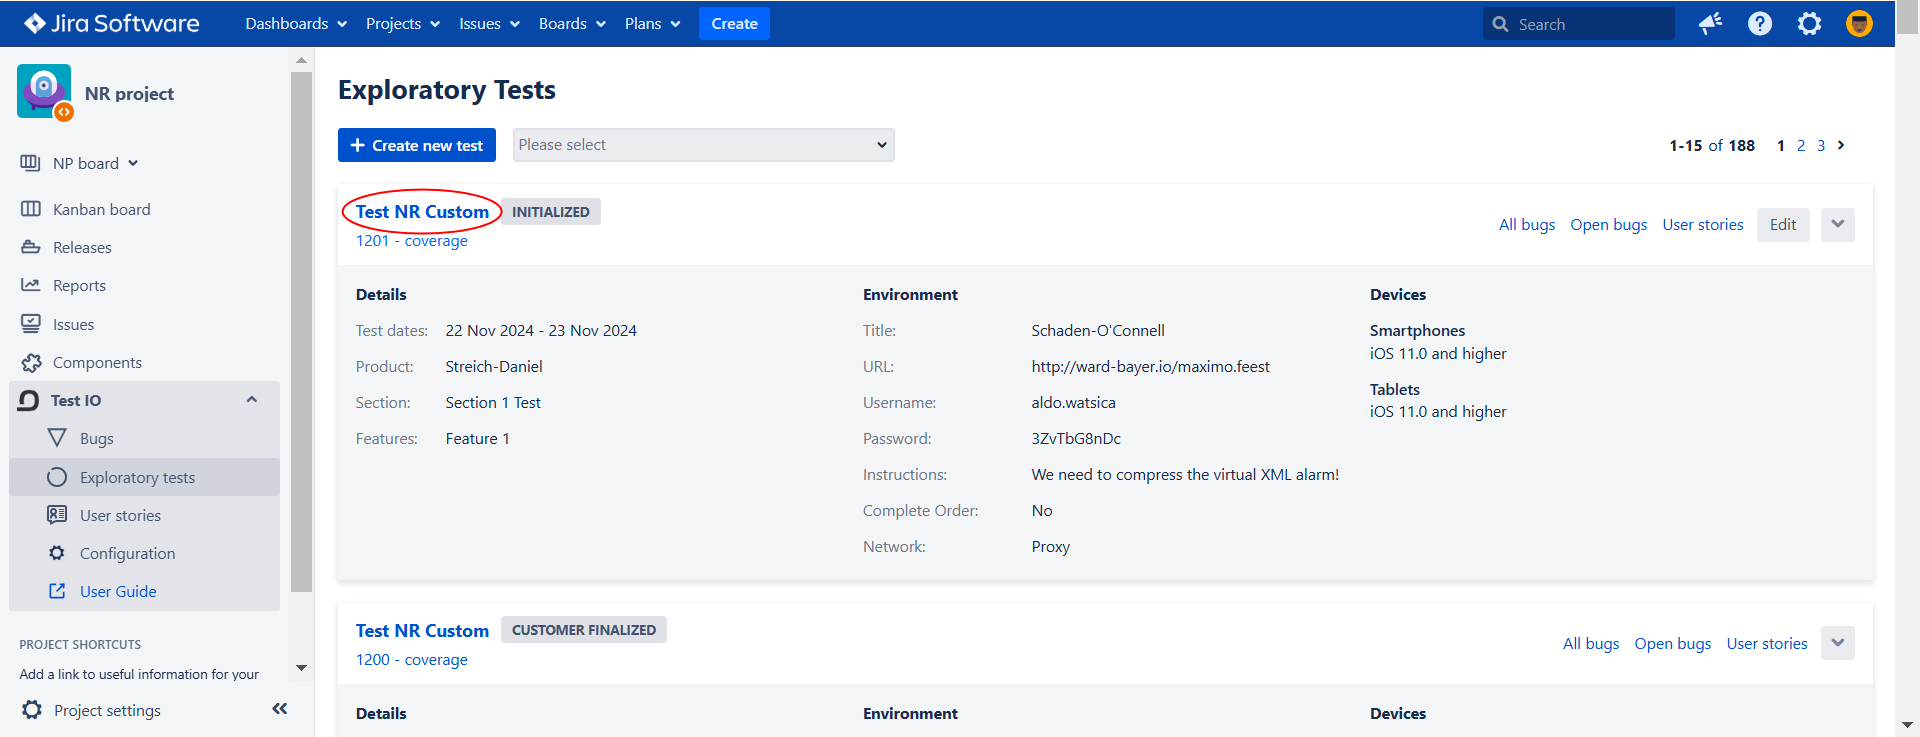 Jira Software Dashboards Projects Issues Boards Plans Create Search
NR project
NP board
Kanban board
Releases
Reports
Issues
Components
Test IO
Bugs
Exploratory tests
User stories
Configuration
User Guide
PROJECT SHORTCUTS
Add a link to useful information for your
Project settings
Exploratory Tests
+ Create new test Please select 1-15 of 188 1 2 3
Test NR Custom INITIALIZED
1201 - coverage
All bugs Open bugs User stories Edit
Details
Test dates: 22 Nov 2024 - 23 Nov 2024
Product: Streich-Daniel
Section: Section 1 Test
Features: Feature 1
Environment
Title: Schaden-O'Connell
URL: http://ward-bayer.io/maximo.feest
Username: aldo.watsica
Password: 3ZvTbG8nDc
Instructions: We need to compress the virtual XML alarm!
Complete Order: No
Network: Proxy
Devices
Smartphones
iOS 11.0 and higher
Tablets
iOS 11.0 and higher
Test NR Custom CUSTOMER FINALIZED
1200 - coverage
All bugs Open bugs User stories
Details Environment Devices